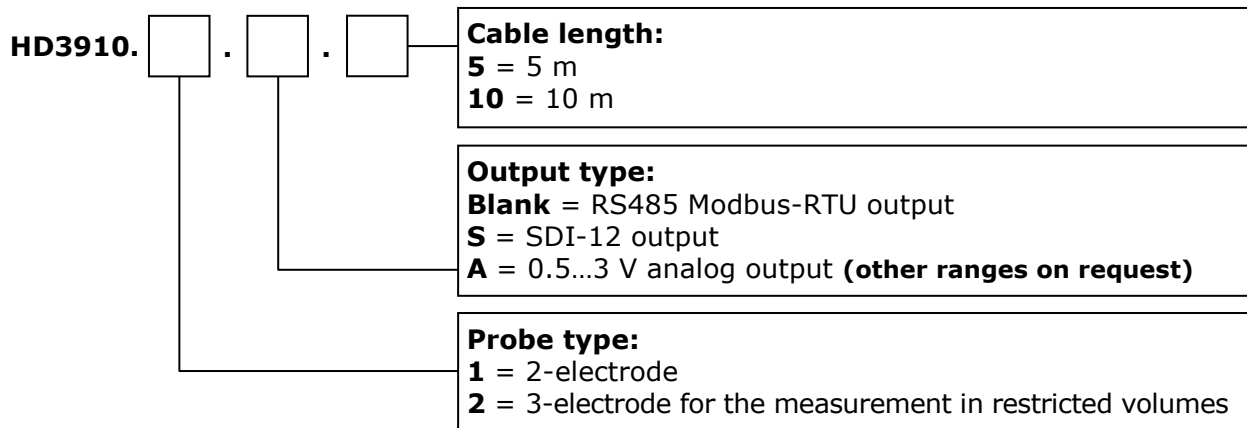 HD3910. . .
Cable length:
5 = 5 m
10 = 10 m
Output type:
Blank = RS485 Modbus-RTU output
S = SDI-12 output
A = 0.5…3 V analog output (other ranges on request)
Probe type:
1 = 2-electrode
2 = 3-electrode for the measurement in restricted volumes